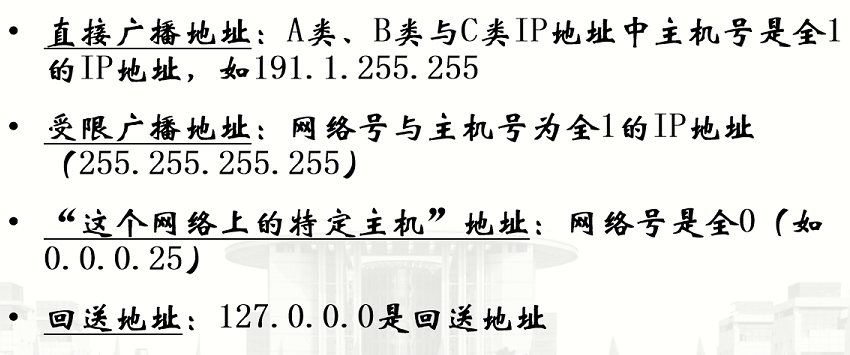 • 直接广播地址：A类、B类与C类IP地址中主机号是全1
的IP地址，如191.1.255.255
• 受限广播地址：网络号与主机号为全1的IP地址
（255.255.255.255）
• “这个网络上的特定主机”地址：网络号是全0（如
0.0.0.25）
• 回送地址：127.0.0.0是回送地址